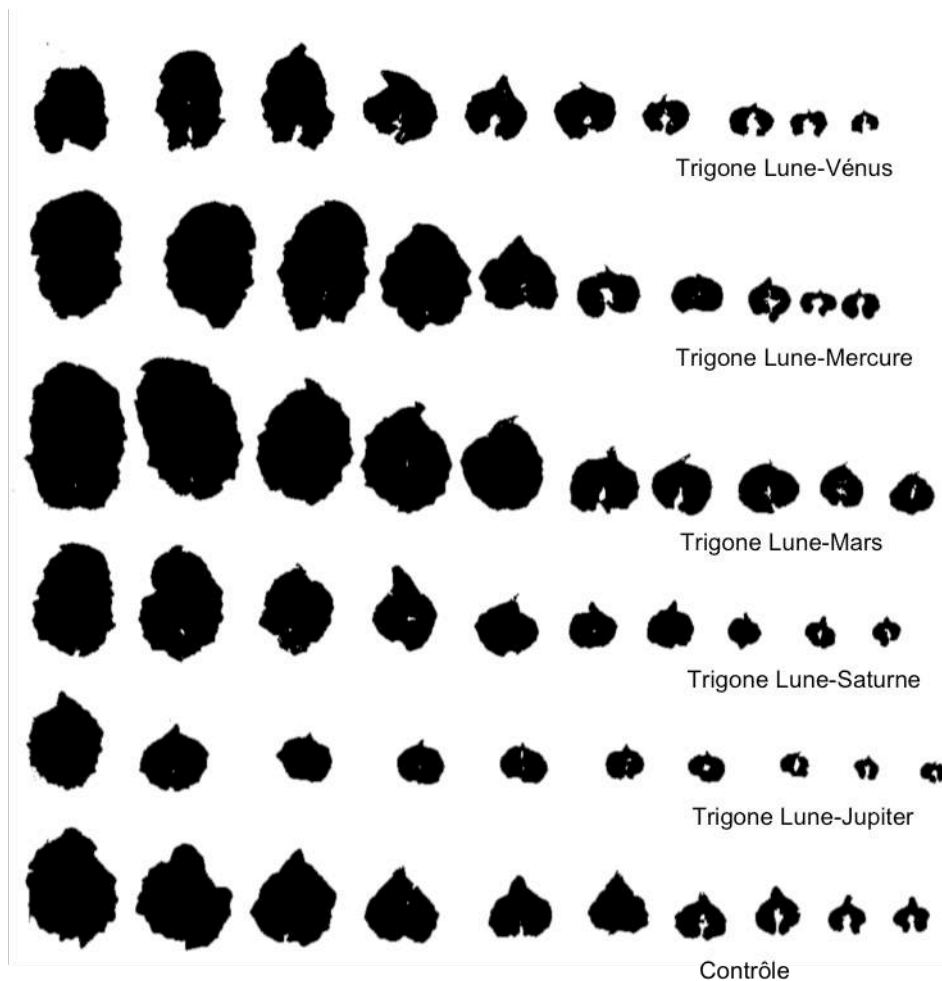 Trigone Lune-Vénus
Trigone Lune-Mercure
Trigone Lune-Mars
Trigone Lune-Saturne
Trigone Lune-Jupiter
Contrôle